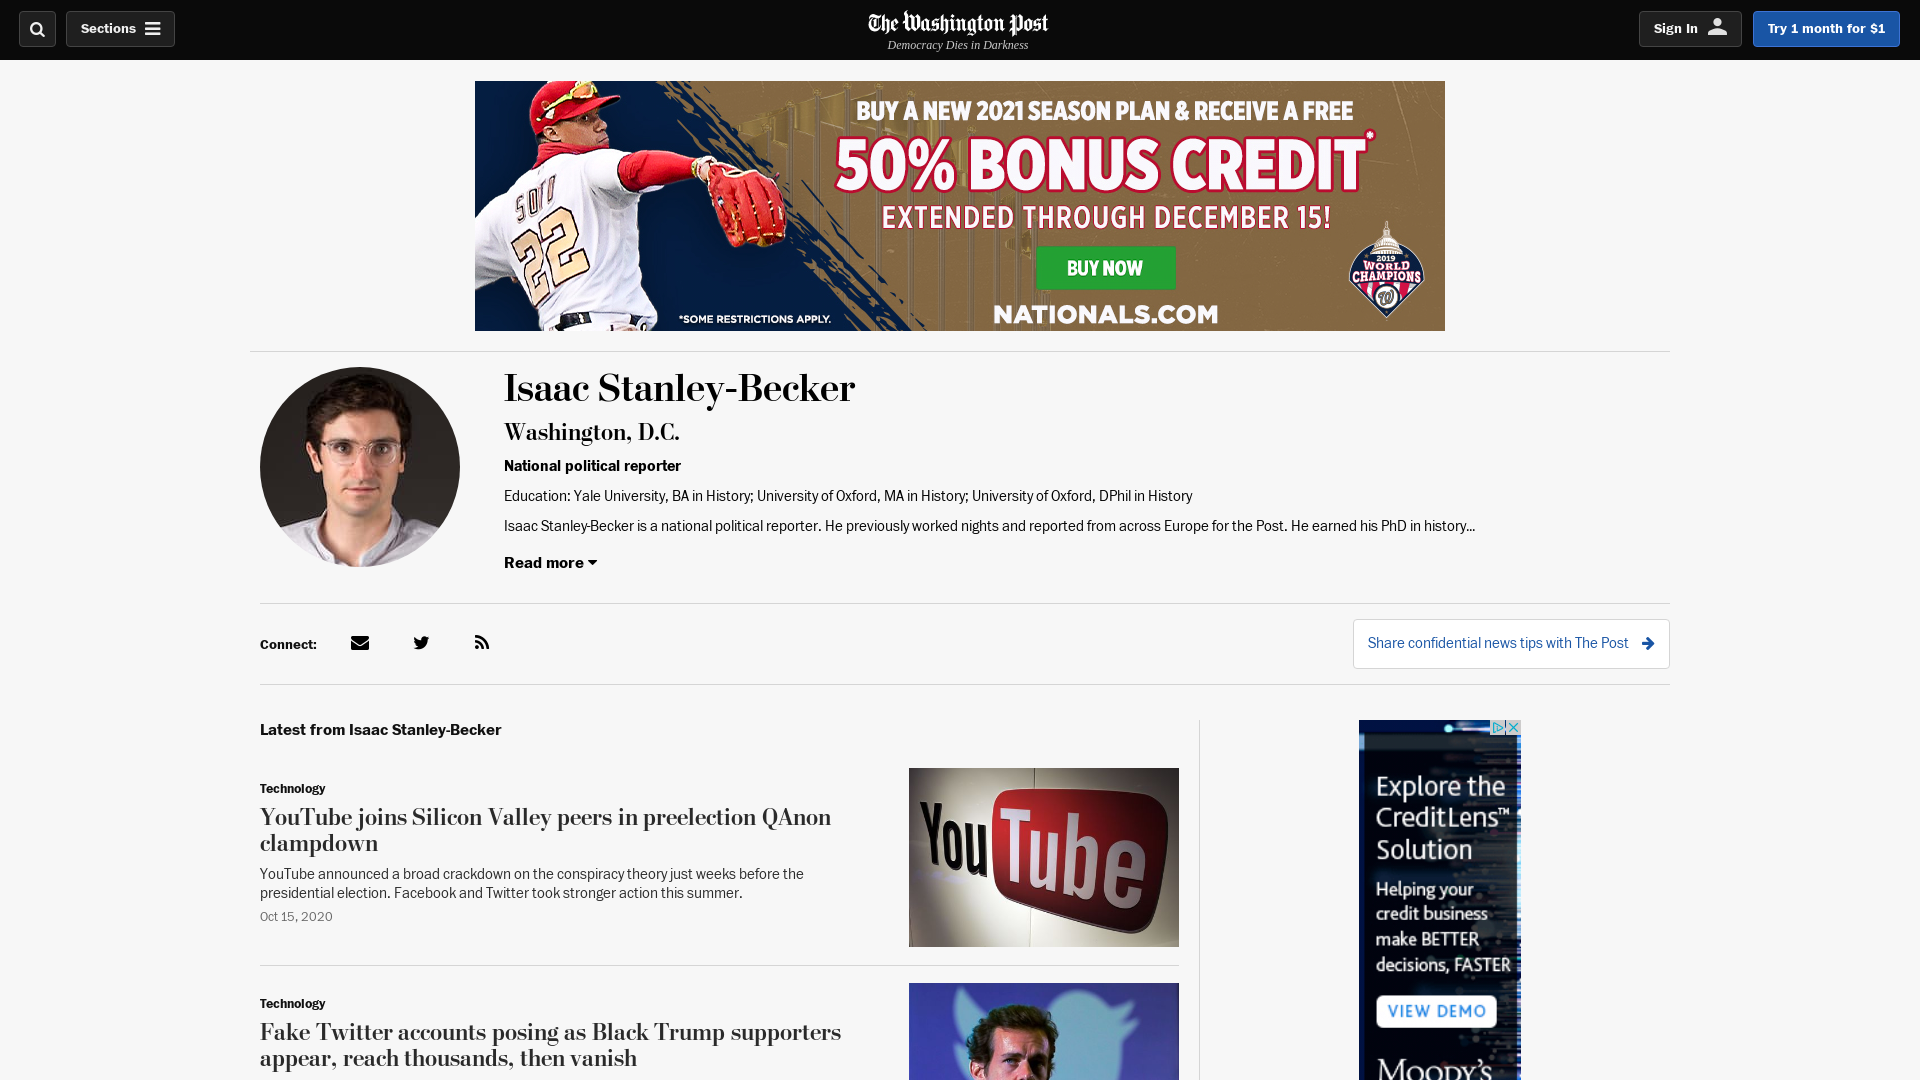 Sections
The Washington Post
Democracy Dies in Darkness
Sign In
Try 1 month for $1
BUY A NEW 2021 SEASON PLAN & RECEIVE A FREE
50% BONUS CREDIT*
EXTENDED THROUGH DECEMBER 15!
BUY NOW
NATIONALS.COM
*SOME RESTRICTIONS APPLY.
SOTO
22
2019
WORLD
CHAMPIONS
W
Isaac Stanley-Becker
Washington, D.C.
National political reporter
Education: Yale University, BA in History; University of Oxford, MA in History; University of Oxford, DPhil in History
Isaac Stanley-Becker is a national political reporter. He previously worked nights and reported from across Europe for the Post. He earned his PhD in history...
Read more
Connect:
Share confidential news tips with The Post
Latest from Isaac Stanley-Becker
Technology
YouTube joins Silicon Valley peers in preelection QAnon
clampdown
YouTube announced a broad crackdown on the conspiracy theory just weeks before the
presidential election. Facebook and Twitter took stronger action this summer.
Oct 15, 2020
YouTube
Technology
Fake Twitter accounts posing as Black Trump supporters
appear, reach thousands, then vanish
Explore the
CreditLens™
Solution
Helping your
credit business
make BETTER
decisions, FASTER
VIEW DEMO
Moody's